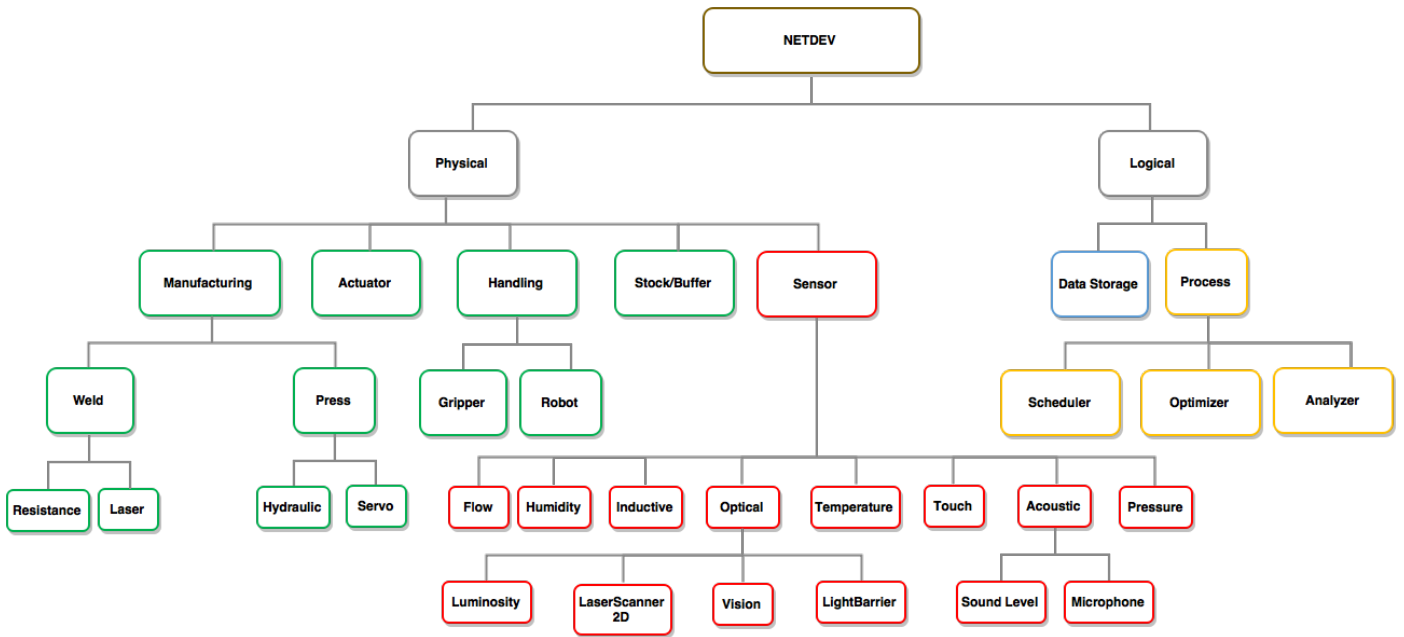 NETDEV
Physical
Logical
Manufacturing
Actuator
Handling
Stock/Buffer
Sensor
Data Storage
Process
Weld
Press
Gripper
Robot
Scheduler
Optimizer
Analyzer
Resistance
Laser
Hydraulic
Servo
Flow
Humidity
Inductive
Optical
Temperature
Touch
Acoustic
Pressure
Luminosity
LaserScanner
2D
Vision
LightBarrier
Sound Level
Microphone